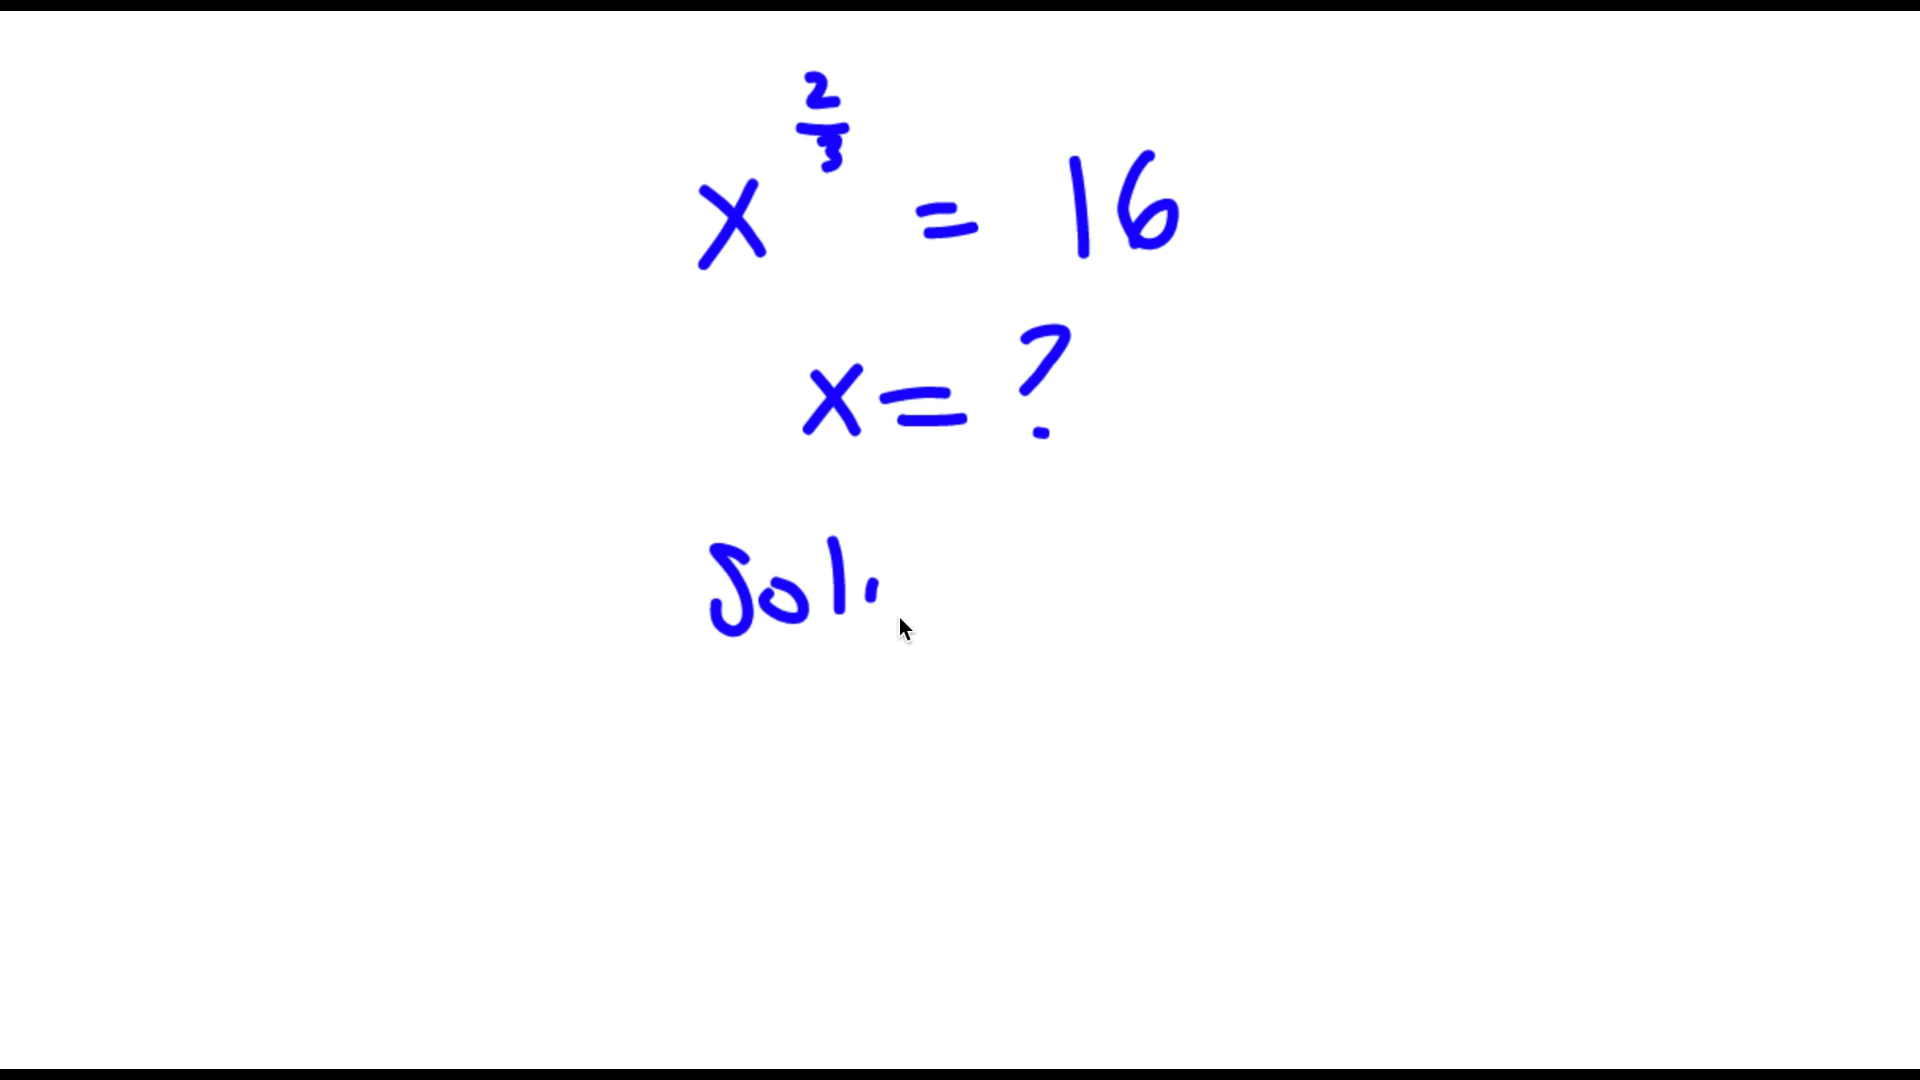 x^{2/3} = 16
x = ?
Sol.